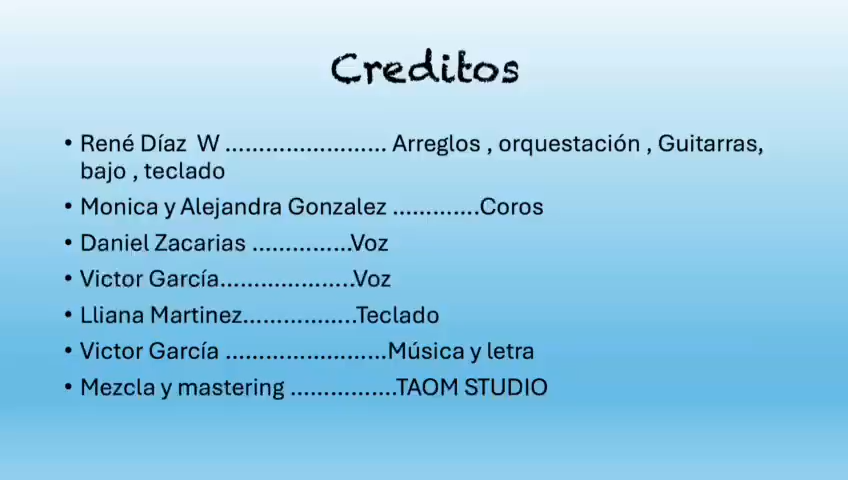 Creditos
• René Díaz  W ........................ Arreglos , orquestación , Guitarras,
bajo , teclado
• Monica y Alejandra Gonzalez .............Coros
• Daniel Zacarias ...............Voz
• Victor García....................Voz
• Lliana Martinez.................Teclado
• Victor García ........................Música y letra
• Mezcla y mastering ................TAOM STUDIO